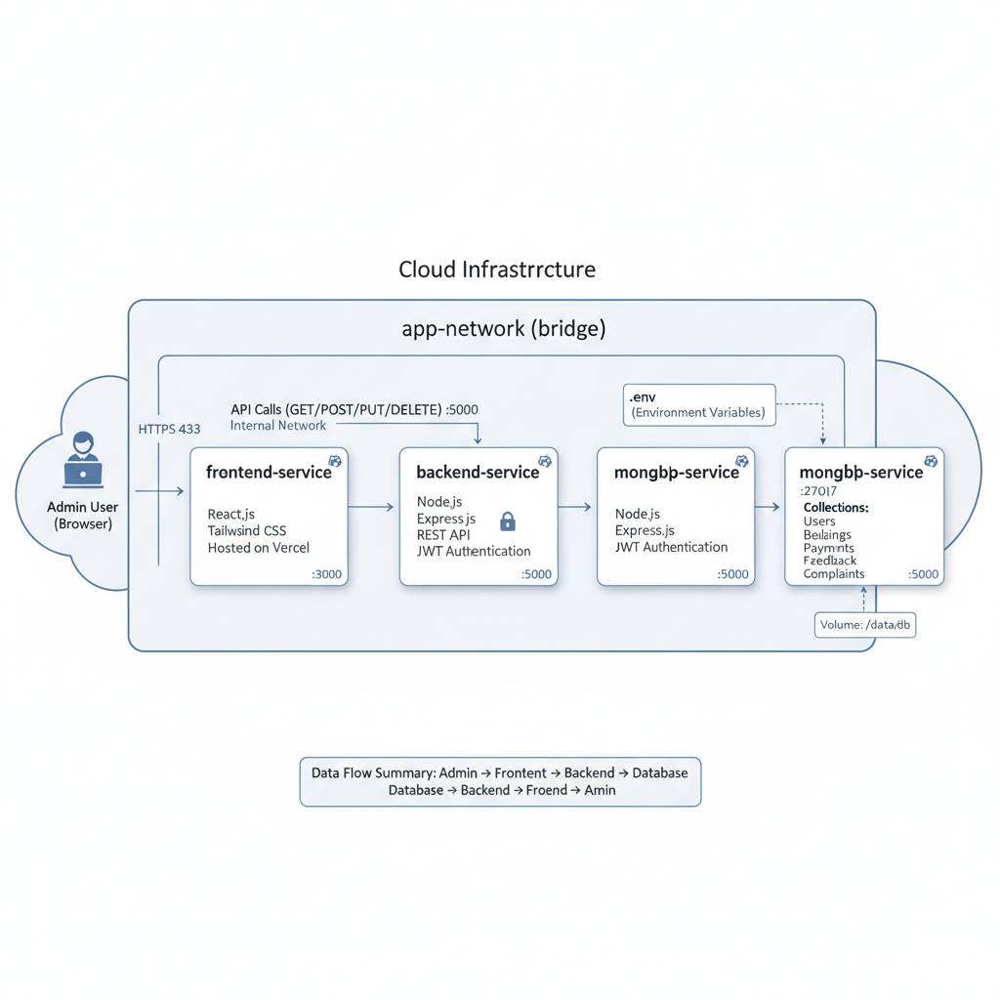 Cloud Infrastrrcture
app-network (bridge)
API Calls (GET/POST/PUT/DELETE) :5000
Internal Network
.env
(Environment Variables)
HTTPS 433
Admin User
(Browser)
frontend-service
React.js
Tailwsind CSS
Hosted on Vercel
:3000
backend-service
Node.js
Express.js
REST API
JWT Authentication
:5000
mongbp-service
Node.js
Express.js
JWT Authentication
:5000
mongbp-service
:27017
Collections:
Users
Beilaings
Paymnts
Feedback
Complaints
:5000
Volume: /data/db
Data Flow Summary: Admin → Frontent → Backend → Database
Database → Backend → Froend → Amin